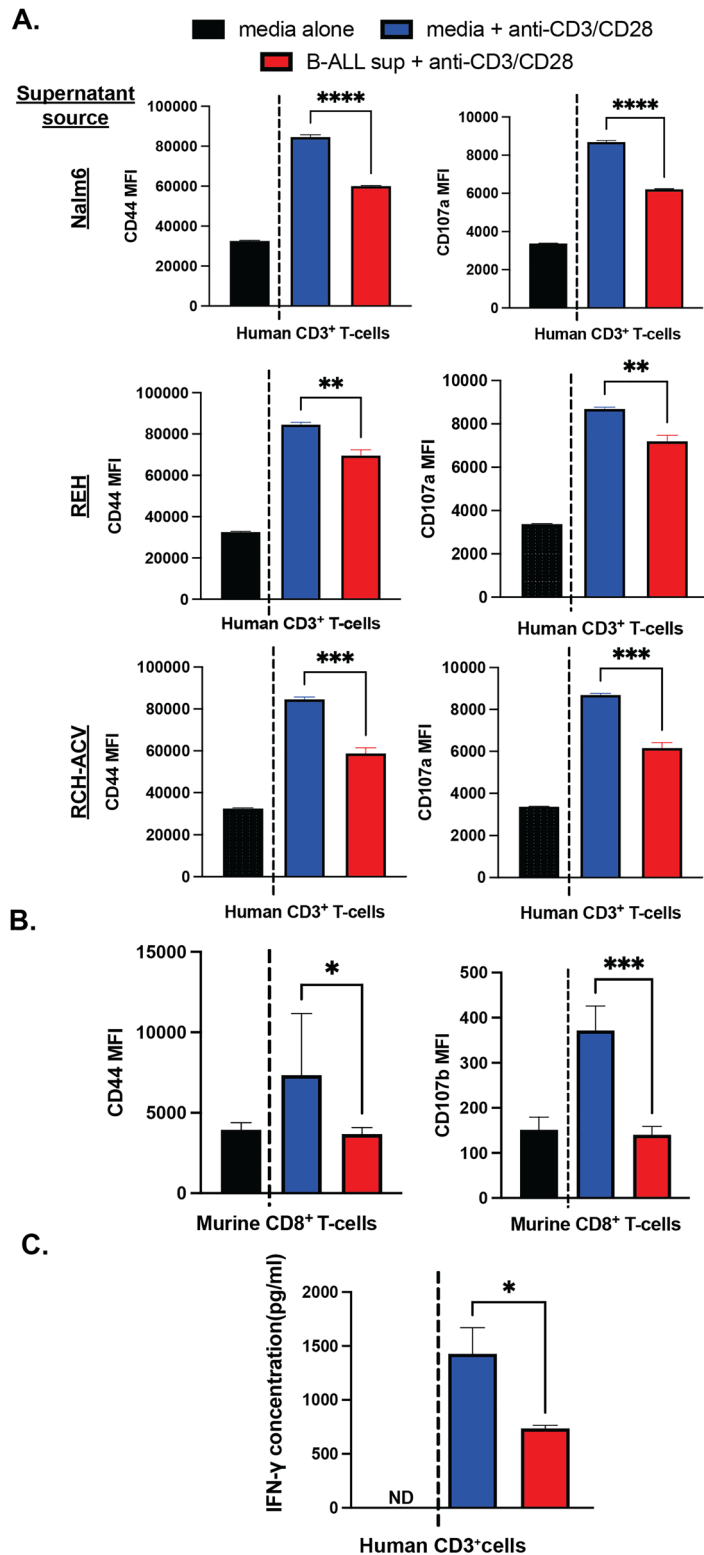 A.
media alone
media + anti-CD3/CD28
B-ALL sup + anti-CD3/CD28
Supernatant
source
Nalm6
CD44 MFI
100000
80000
60000
40000
20000
0
****
Human CD3+ T-cells
CD107a MFI
10000
8000
6000
4000
2000
0
****
Human CD3+ T-cells
REH
CD44 MFI
100000
80000
60000
40000
20000
0
**
Human CD3+ T-cells
CD107a MFI
10000
8000
6000
4000
2000
0
**
Human CD3+ T-cells
RCH-ACV
CD44 MFI
100000
80000
60000
40000
20000
0
***
Human CD3+ T-cells
CD107a MFI
10000
8000
6000
4000
2000
0
***
Human CD3+ T-cells
B.
CD44 MFI
15000
10000
5000
0
*
Murine CD8+ T-cells
CD107b MFI
500
400
300
200
100
0
***
Murine CD8+ T-cells
C.
IFN-γ concentration(pg/ml)
2000
1500
1000
500
0
ND
*
Human CD3+cells